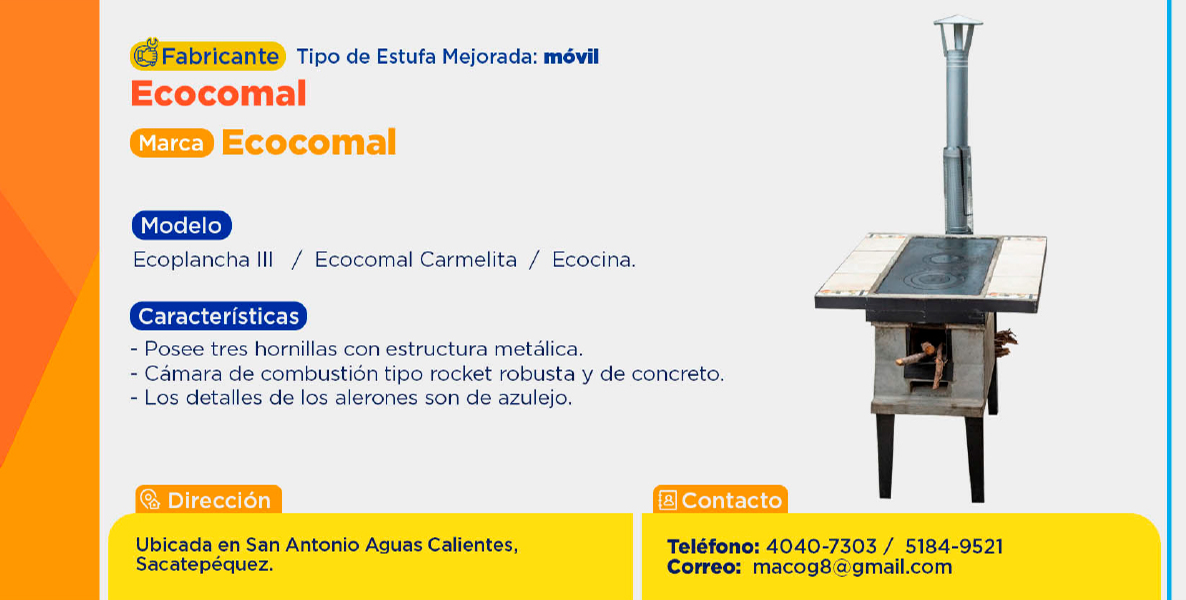 Fabricante Tipo de Estufa Mejorada: móvil
Ecocomal
Marca Ecocomal
Modelo
Ecoplancha III / Ecocomal Carmelita / Ecocina.
Características
- Posee tres hornillas con estructura metálica.
- Cámara de combustión tipo rocket robusta y de concreto.
- Los detalles de los alerones son de azulejo.
Dirección
Ubicada en San Antonio Aguas Calientes,
Sacatepéquez.
Contacto
Teléfono: 4040-7303 / 5184-9521
Correo: macog8@gmail.com